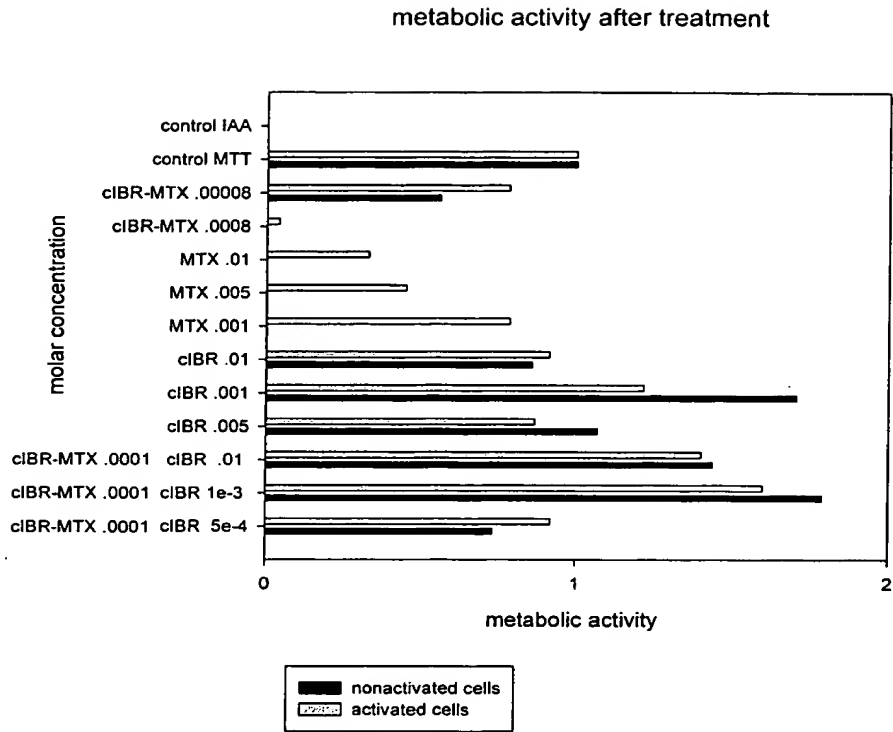 metabolic activity after treatment
molar concentration
control IAA
control MTT
cIBR-MTX .00008
cIBR-MTX .0008
MTX .01
MTX .005
MTX .001
cIBR .01
cIBR .001
cIBR .005
cIBR-MTX .0001 cIBR .01
cIBR-MTX .0001 cIBR 1e-3
cIBR-MTX .0001 cIBR 5e-4
0 1 2
metabolic activity
nonactivated cells
activated cells